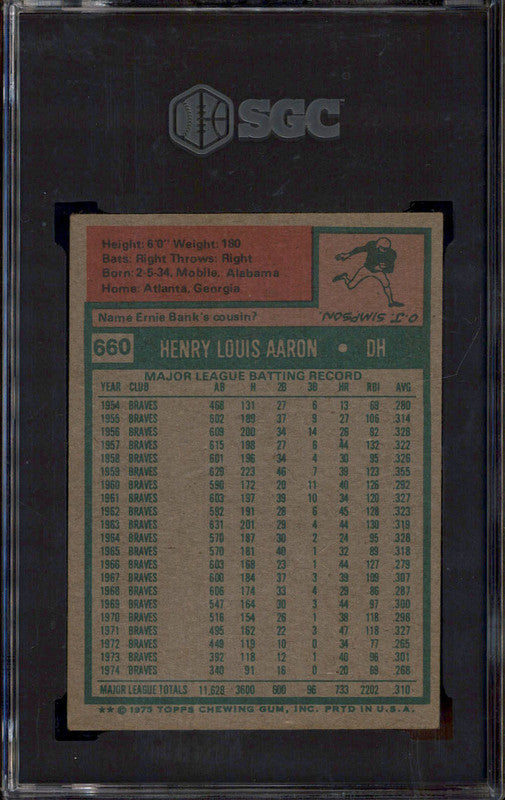 SGC
Height: 6'0" Weight: 180
Bats: Right Throws: Right
Born: 2-5-34, Mobile, Alabama
Home: Atlanta, Georgia
O.J. SIMPSON
Name Ernie Bank's cousin?
660 HENRY LOUIS AARON • DH
MAJOR LEAGUE BATTING RECORD
YEAR CLUB AB H 2B 3B HR RBI AVG
1954 BRAVES 468 131 27 6 13 69 .280
1955 BRAVES 602 189 37 9 27 106 .314
1956 BRAVES 609 200 34 14 26 92 .328
1957 BRAVES 615 198 27 6 44 132 .322
1958 BRAVES 601 196 34 4 30 95 .326
1959 BRAVES 629 223 46 7 39 123 .355
1960 BRAVES 590 172 20 11 40 126 .292
1961 BRAVES 603 197 39 10 34 120 .327
1962 BRAVES 592 191 28 6 45 128 .323
1963 BRAVES 631 201 29 4 44 130 .319
1964 BRAVES 570 187 30 2 24 95 .328
1965 BRAVES 570 181 40 1 32 89 .318
1966 BRAVES 603 168 23 1 44 127 .279
1967 BRAVES 600 184 37 3 39 109 .307
1968 BRAVES 606 174 33 4 29 86 .287
1969 BRAVES 547 164 30 3 44 97 .300
1970 BRAVES 516 154 26 1 38 118 .298
1971 BRAVES 495 162 22 3 47 118 .327
1972 BRAVES 449 119 10 0 34 77 .265
1973 BRAVES 392 118 12 1 40 96 .301
1974 BRAVES 340 91 16 0 20 69 .268
MAJOR LEAGUE TOTALS 11,628 3600 600 96 733 2202 .310
★★ © 1975 TOPPS CHEWING GUM, INC. PRTD IN U.S.A.